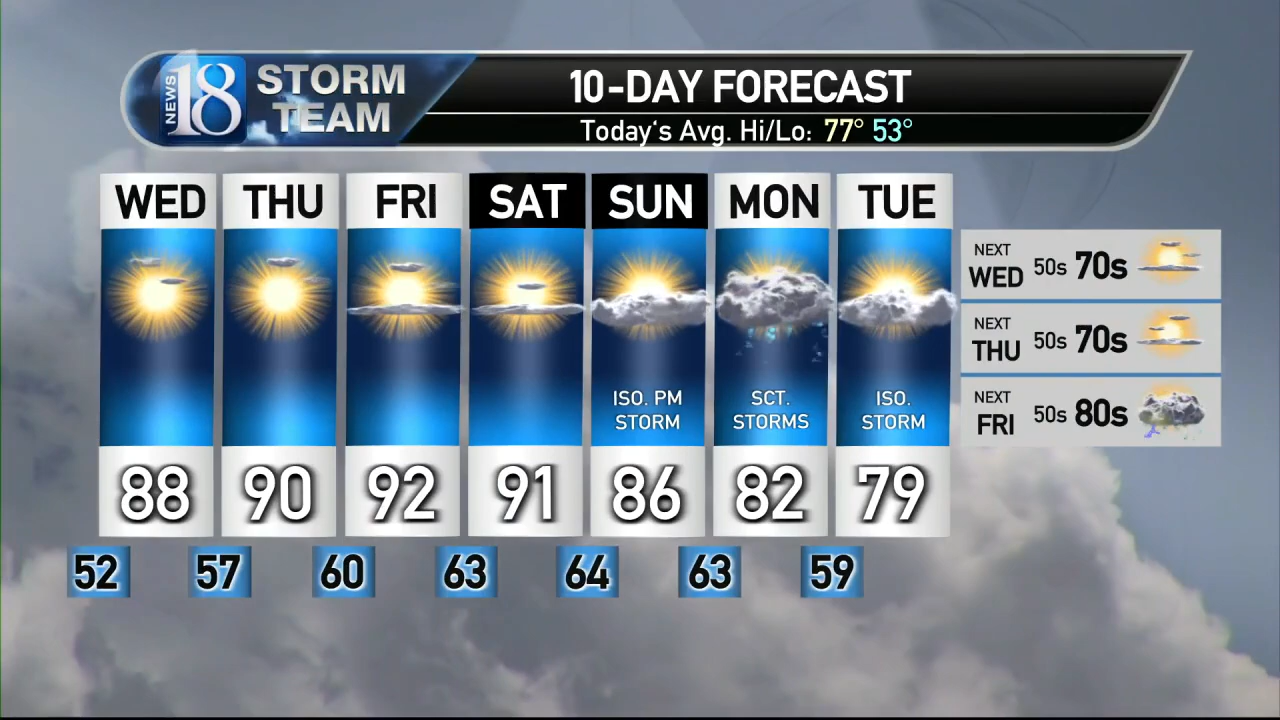 NEWS 18
STORM
TEAM
10-DAY FORECAST
Today's Avg. Hi/Lo: 77° 53°
WED THU FRI SAT SUN MON TUE
ISO. PM
STORM
SCT.
STORMS
ISO.
STORM
88 90 92 91 86 82 79
52 57 60 63 64 63 59
NEXT
WED 50s 70s
NEXT
THU 50s 70s
NEXT
FRI 50s 80s